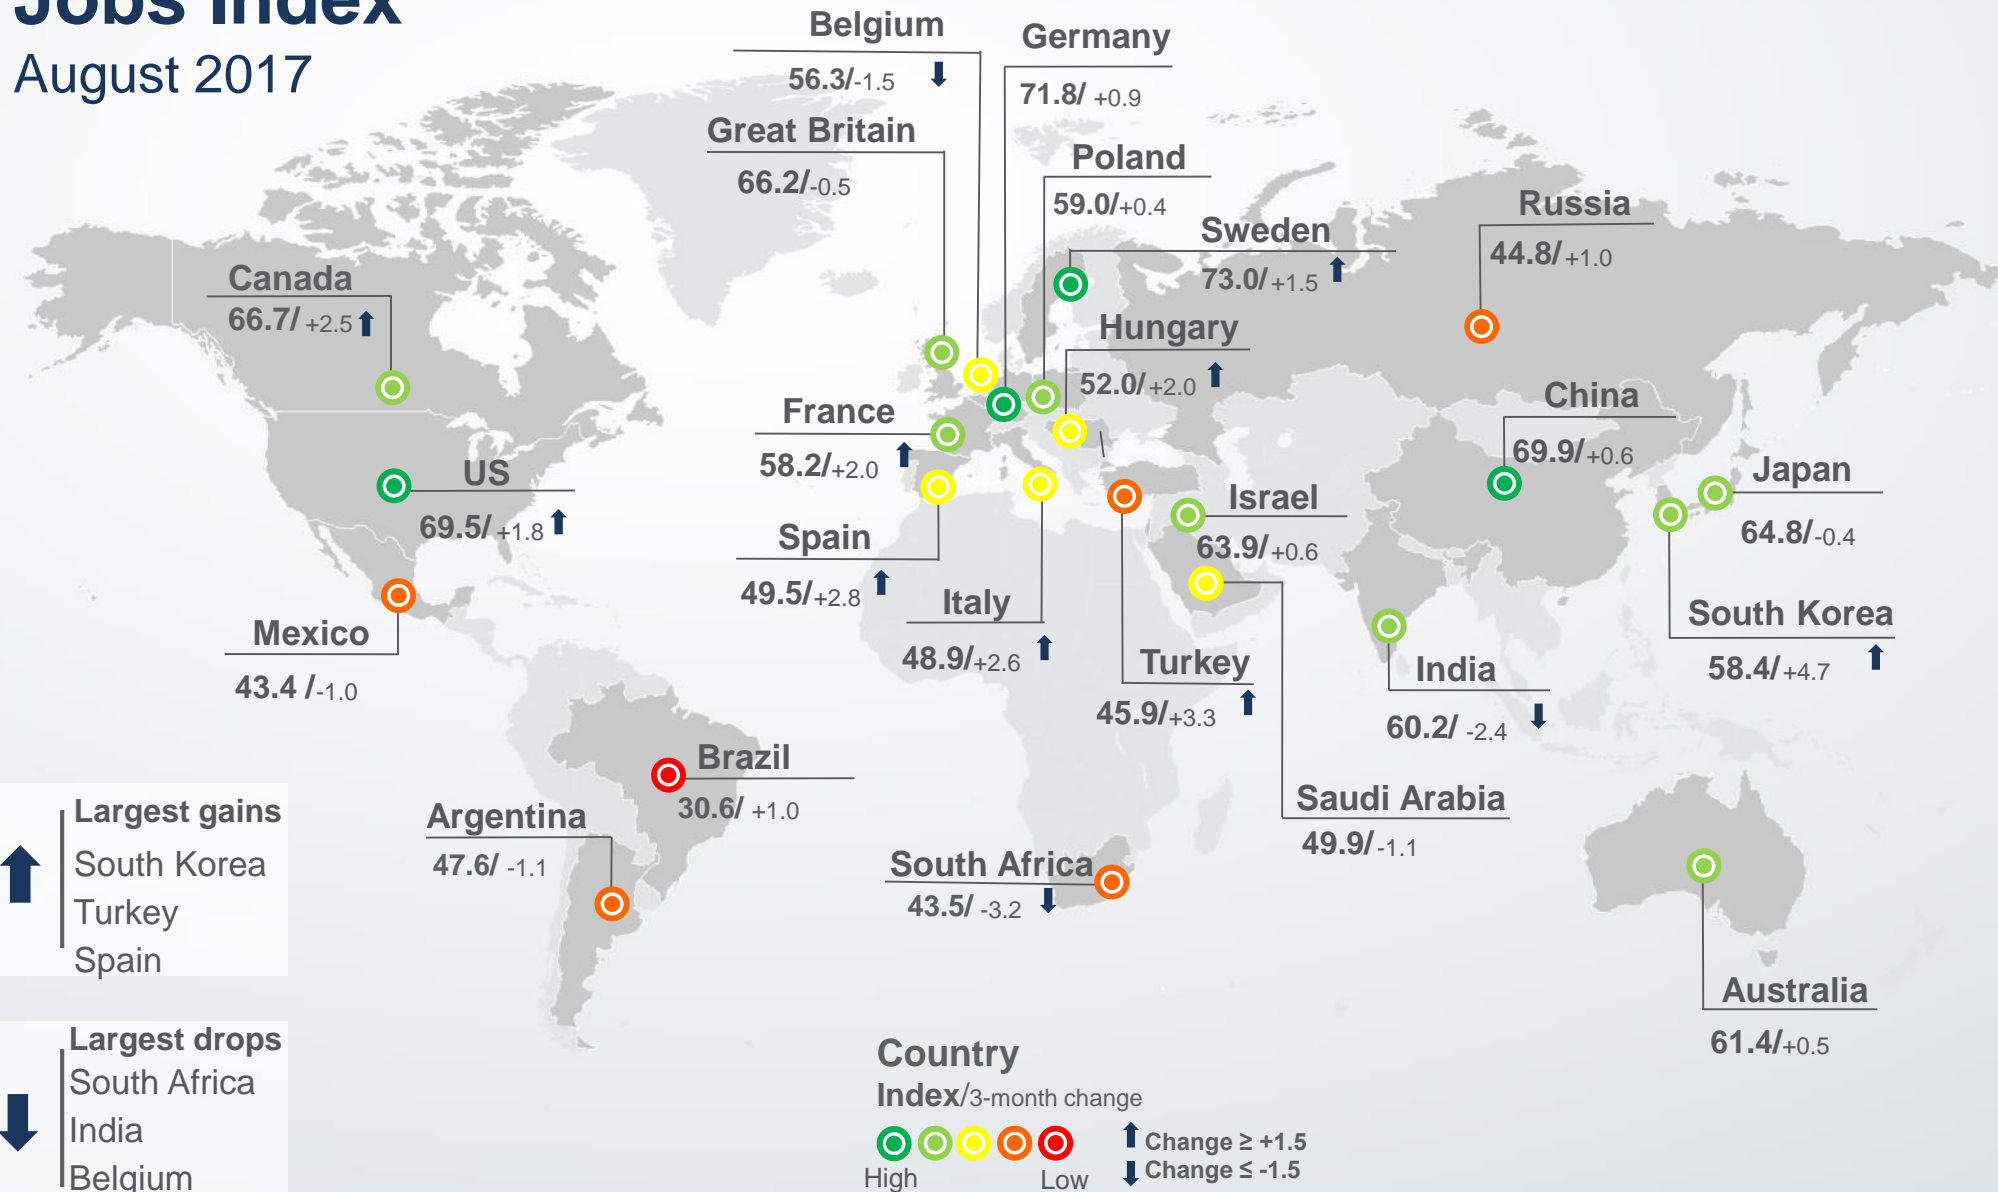 Jobs Index
August 2017
Belgium
56.3/-1.5
Germany
71.8/ +0.9
Great Britain
66.2/-0.5
Poland
59.0/+0.4
Sweden
73.0/+1.5
Russia
44.8/+1.0
Canada
66.7/ +2.5
Hungary
52.0/+2.0
China
69.9/+0.6
France
58.2/+2.0
US
69.5/ +1.8
Japan
64.8/-0.4
Israel
63.9/+0.6
Spain
49.5/+2.8
Italy
48.9/+2.6
South Korea
58.4/+4.7
Mexico
43.4 /-1.0
Turkey
45.9/+3.3
India
60.2/ -2.4
Brazil
30.6/ +1.0
Saudi Arabia
49.9/-1.1
Argentina
47.6/ -1.1
South Africa
43.5/ -3.2
Australia
61.4/+0.5
Largest gains
South Korea
Turkey
Spain
Largest drops
South Africa
India
Belgium
Country
Index/3-month change
High
Low
Change ≥ +1.5
Change ≤ -1.5